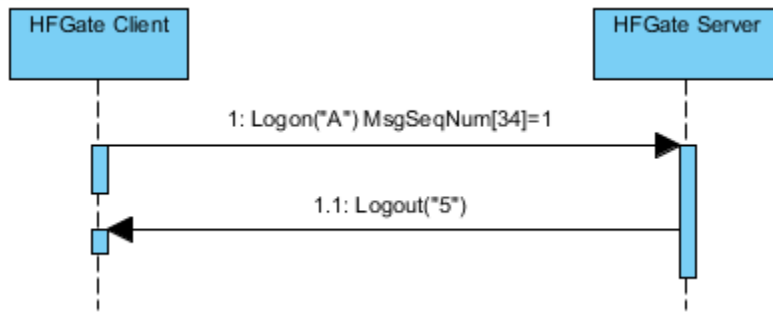 HFGate Client
HFGate Server
1: Logon("A") MsgSeqNum[34]=1
1.1: Logout("5")